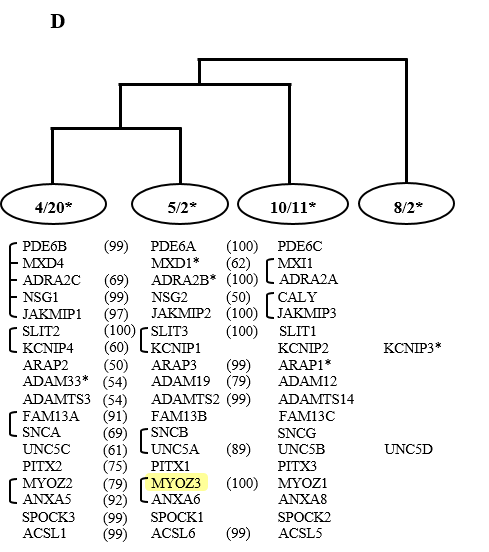 D
4/20* 5/2* 10/11* 8/2*
PDE6B (99) PDE6A (100) PDE6C
MXD4 MXD1* (62) MXI1
ADRA2C (69) ADRA2B* (100) ADRA2A
NSG1 (99) NSG2 (50) CALY
JAKMIP1 (97) JAKMIP2 (100) JAKMIP3
SLIT2 (100) SLIT3 (100) SLIT1
KCNIP4 (60) KCNIP1 KCNIP2 KCNIP3*
ARAP2 (50) ARAP3 (99) ARAP1*
ADAM33* (54) ADAM19 (79) ADAM12
ADAMTS3 (54) ADAMTS2 (99) ADAMTS14
FAM13A (91) FAM13B FAM13C
SNCA (69) SNCB SNCG
UNC5C (61) UNC5A (89) UNC5B UNC5D
PITX2 (75) PITX1 PITX3
MYOZ2 (79) MYOZ3 (100) MYOZ1
ANXA5 (92) ANXA6 ANXA8
SPOCK3 (99) SPOCK1 SPOCK2
ACSL1 (99) ACSL6 (99) ACSL5